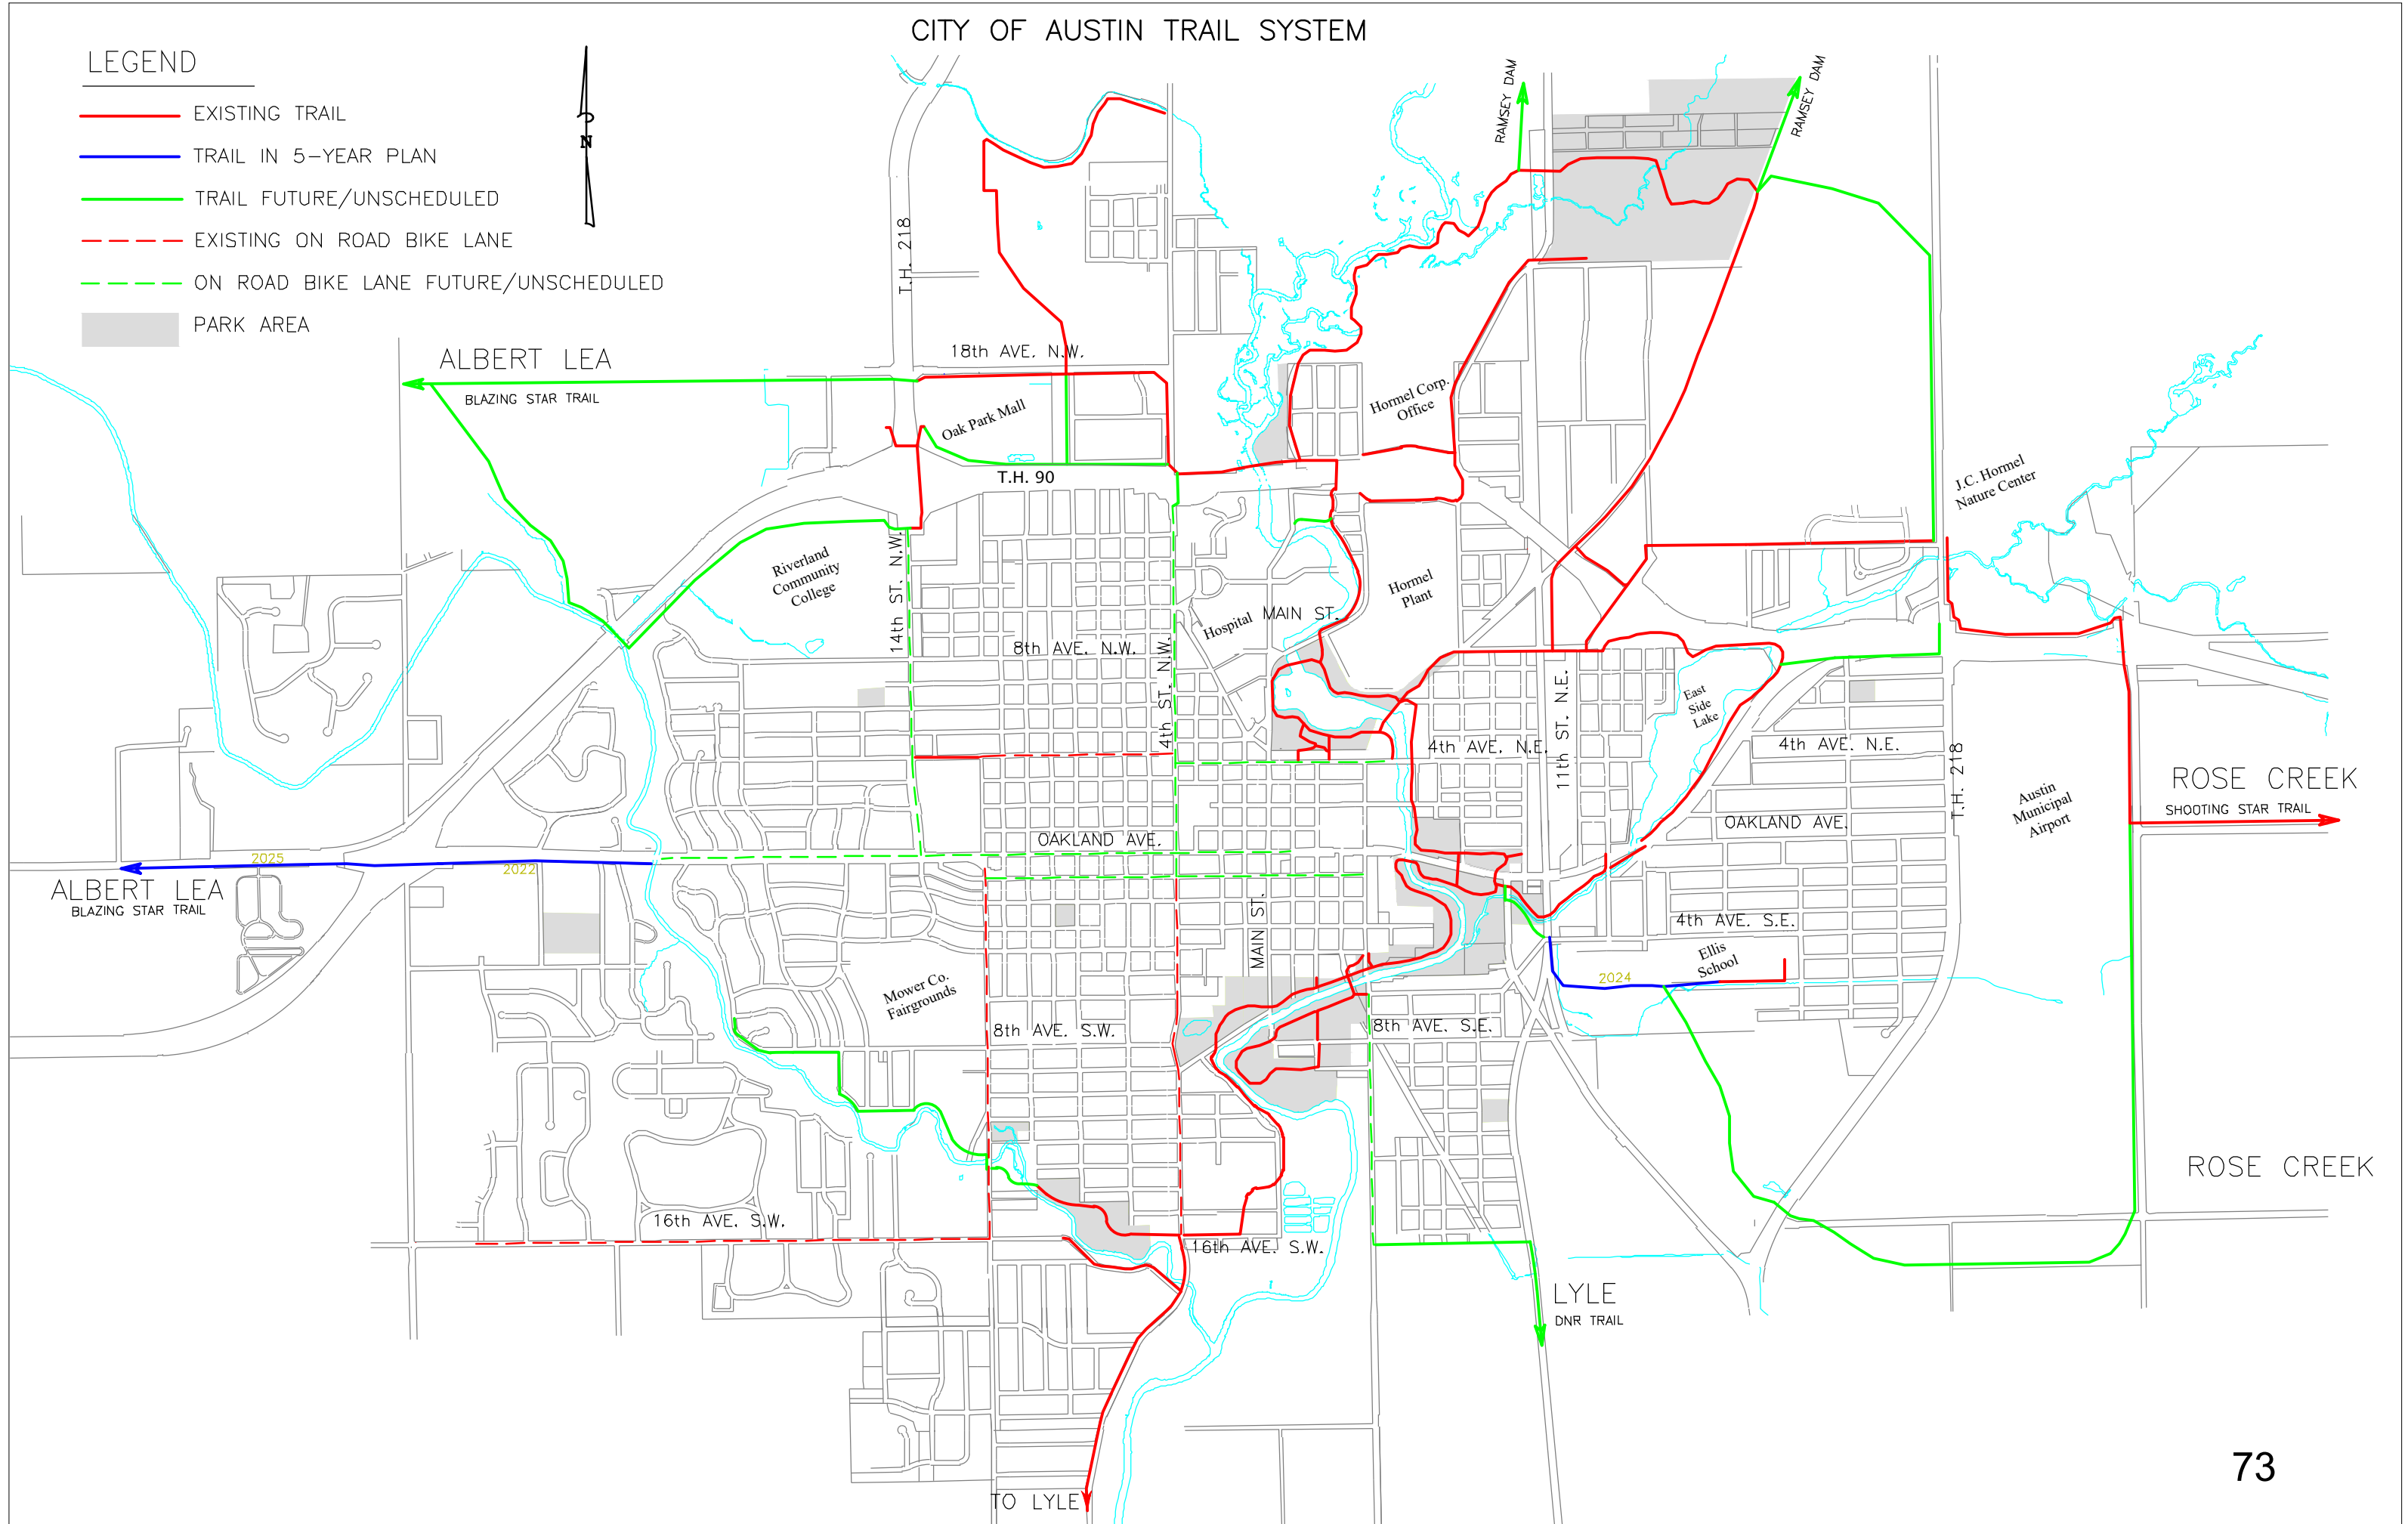 CITY OF AUSTIN TRAIL SYSTEM
LEGEND
EXISTING TRAIL
TRAIL IN 5-YEAR PLAN
TRAIL FUTURE/UNSCHEDULED
EXISTING ON ROAD BIKE LANE
ON ROAD BIKE LANE FUTURE/UNSCHEDULED
PARK AREA
N
RAMSEY DAM
RAMSEY DAM
T.H. 218
18th AVE. N.W.
ALBERT LEA
BLAZING STAR TRAIL
Oak Park Mall
Hormel Corp.
Office
T.H. 90
J.C. Hormel
Nature Center
14th ST. N.W.
Riverland
Community
College
Hormel
Plant
Hospital
MAIN ST.
8th AVE. N.W.
4th ST. N.W.
11th ST. N.E.
East
Side
Lake
4th AVE. N.E.
4th AVE. N.E.
T.H. 218
Austin
Municipal
Airport
ROSE CREEK
SHOOTING STAR TRAIL
OAKLAND AVE.
OAKLAND AVE.
2025
2022
ALBERT LEA
BLAZING STAR TRAIL
MAIN ST.
4th AVE. S.E.
Ellis
School
2024
Mower Co.
Fairgrounds
8th AVE. S.W.
8th AVE. S.E.
ROSE CREEK
16th AVE. S.W.
16th AVE. S.W.
LYLE
DNR TRAIL
73
TO LYLE